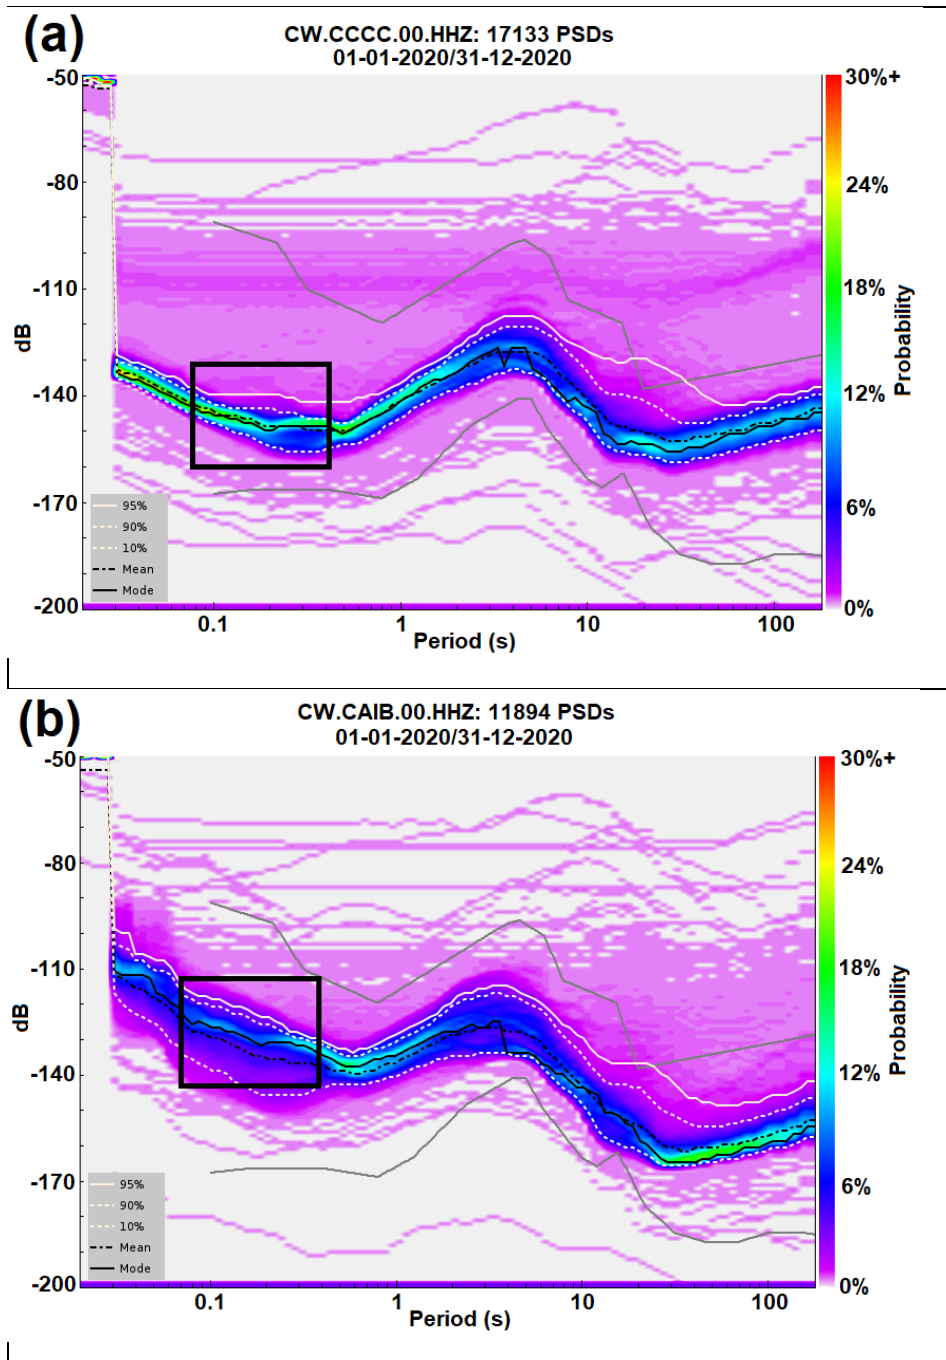 (a)
CW.CCCC.00.HHZ: 17133 PSDs
01-01-2020/31-12-2020
-50
-80
-110
-140
-170
-200
dB
95%
90%
10%
Mean
Mode
0.1
1
10
100
Period (s)
30%+
24%
18%
12%
6%
0%
Probability
(b)
CW.CAIB.00.HHZ: 11894 PSDs
01-01-2020/31-12-2020
-50
-80
-110
-140
-170
-200
dB
95%
90%
10%
Mean
Mode
0.1
1
10
100
Period (s)
30%+
24%
18%
12%
6%
0%
Probability